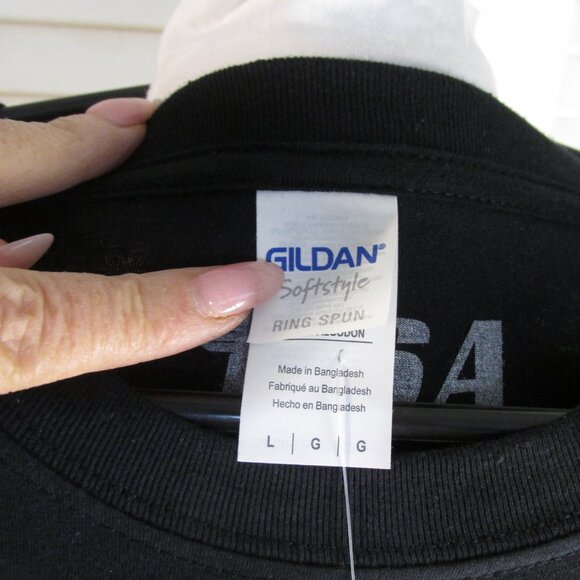 GILDAN®
Softstyle
RING SPUN
Made in Bangladesh
Fabriqué au Bangladesh
Hecho en Bangladesh
L | G | G